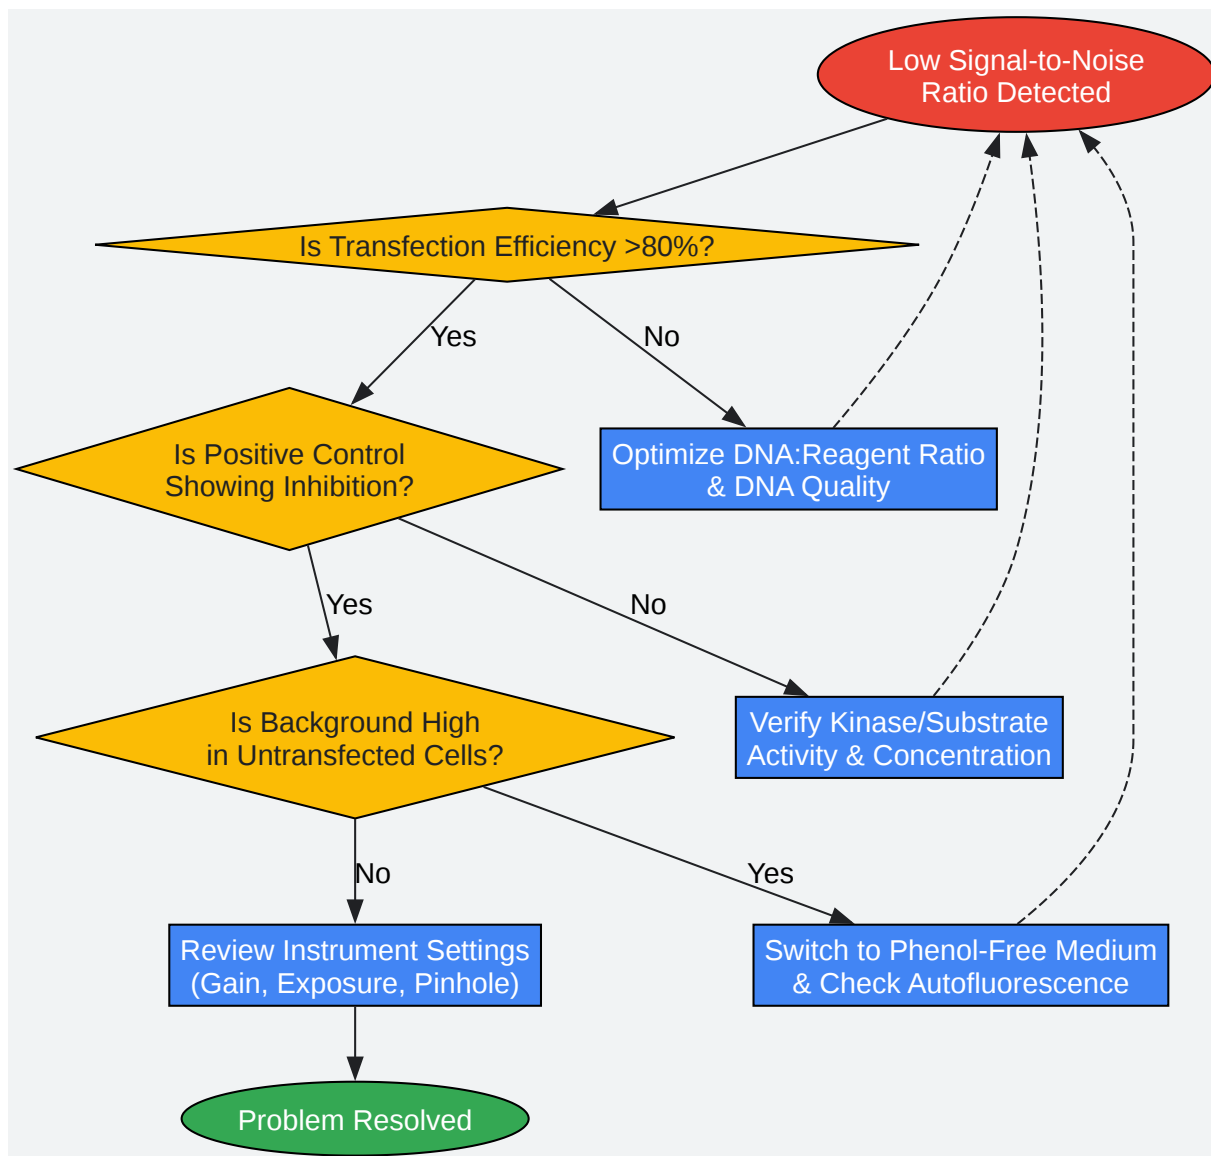 Low Signal-to-Noise
Ratio Detected
Is Transfection Efficiency >80%?
Yes
No
Is Positive Control
Showing Inhibition?
Optimize DNA:Reagent Ratio
& DNA Quality
Yes
No
Is Background High
in Untransfected Cells?
Verify Kinase/Substrate
Activity & Concentration
No
Yes
Review Instrument Settings
(Gain, Exposure, Pinhole)
Switch to Phenol-Free Medium
& Check Autofluorescence
Problem Resolved